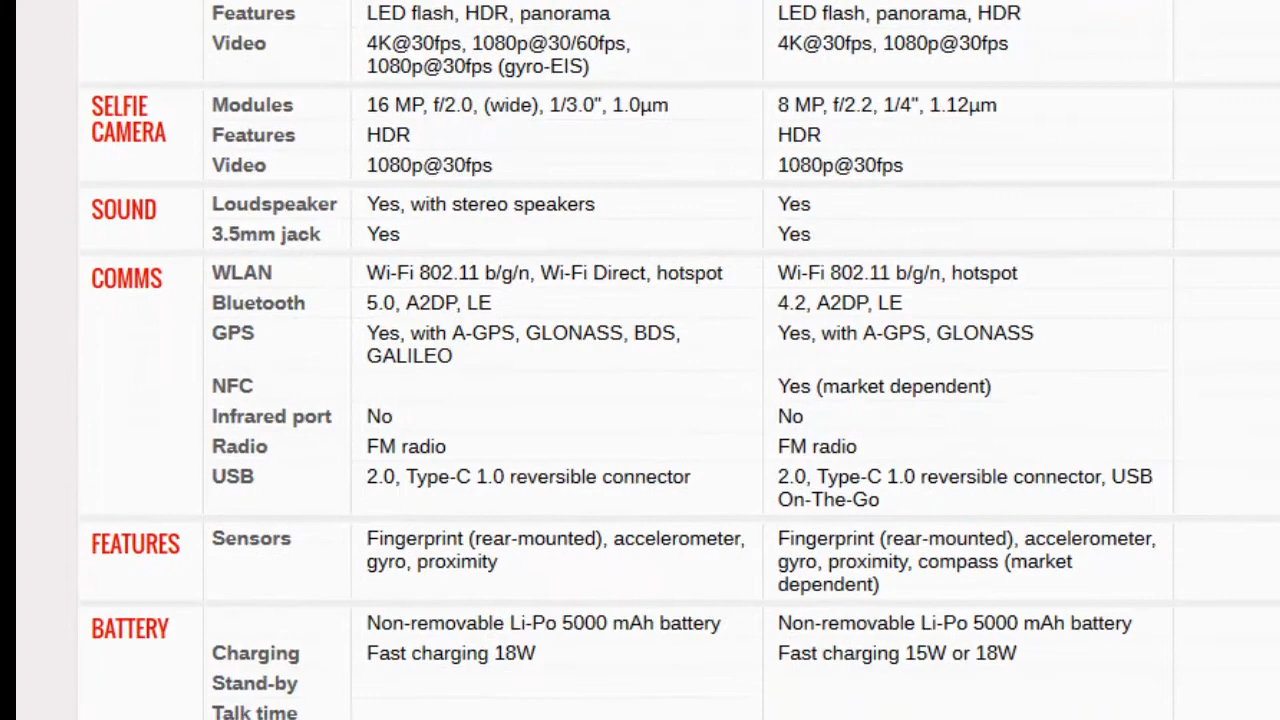 Features LED flash, HDR, panorama LED flash, panorama, HDR
Video 4K@30fps, 1080p@30/60fps, 4K@30fps, 1080p@30fps
1080p@30fps (gyro-EIS)
SELFIE Modules 16 MP, f/2.0, (wide), 1/3.0", 1.0µm 8 MP, f/2.2, 1/4", 1.12µm
CAMERA Features HDR HDR
Video 1080p@30fps 1080p@30fps
SOUND Loudspeaker Yes, with stereo speakers Yes
3.5mm jack Yes Yes
COMMS WLAN Wi-Fi 802.11 b/g/n, Wi-Fi Direct, hotspot Wi-Fi 802.11 b/g/n, hotspot
Bluetooth 5.0, A2DP, LE 4.2, A2DP, LE
GPS Yes, with A-GPS, GLONASS, BDS, Yes, with A-GPS, GLONASS
GALILEO
NFC Yes (market dependent)
Infrared port No No
Radio FM radio FM radio
USB 2.0, Type-C 1.0 reversible connector 2.0, Type-C 1.0 reversible connector, USB
On-The-Go
FEATURES Sensors Fingerprint (rear-mounted), accelerometer, Fingerprint (rear-mounted), accelerometer,
gyro, proximity gyro, proximity, compass (market
dependent)
BATTERY Non-removable Li-Po 5000 mAh battery Non-removable Li-Po 5000 mAh battery
Charging Fast charging 18W Fast charging 15W or 18W
Stand-by
Talk time